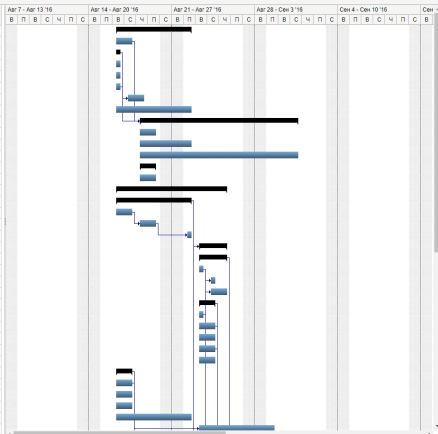 Авг 7 - Авг 13 '16 Авг 14 - Авг 20 '16 Авг 21 - Авг 27 '16 Авг 28 - Сен 3 '16 Сен 4 - Сен 10 '16 Сен
В П В С Ч П С В П В С Ч П С В П В С Ч П С В П В С Ч П С В П В С Ч П С В